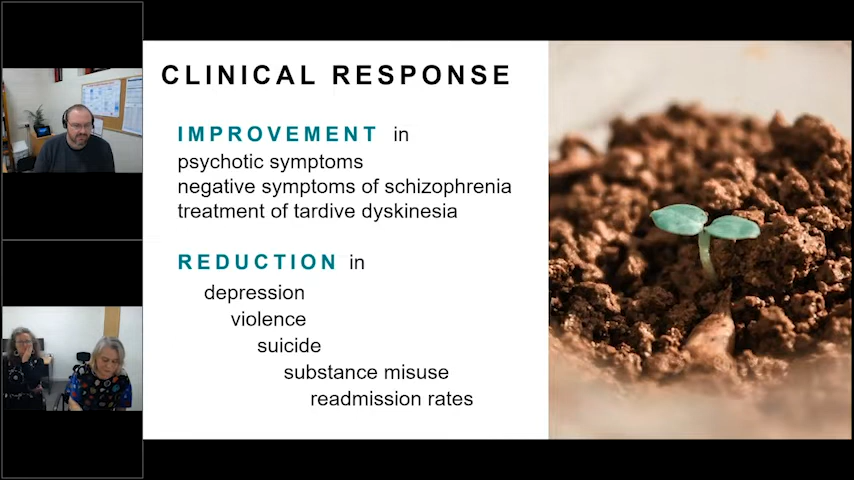 CLINICAL RESPONSE
IMPROVEMENT in
psychotic symptoms
negative symptoms of schizophrenia
treatment of tardive dyskinesia
REDUCTION in
depression
violence
suicide
substance misuse
readmission rates